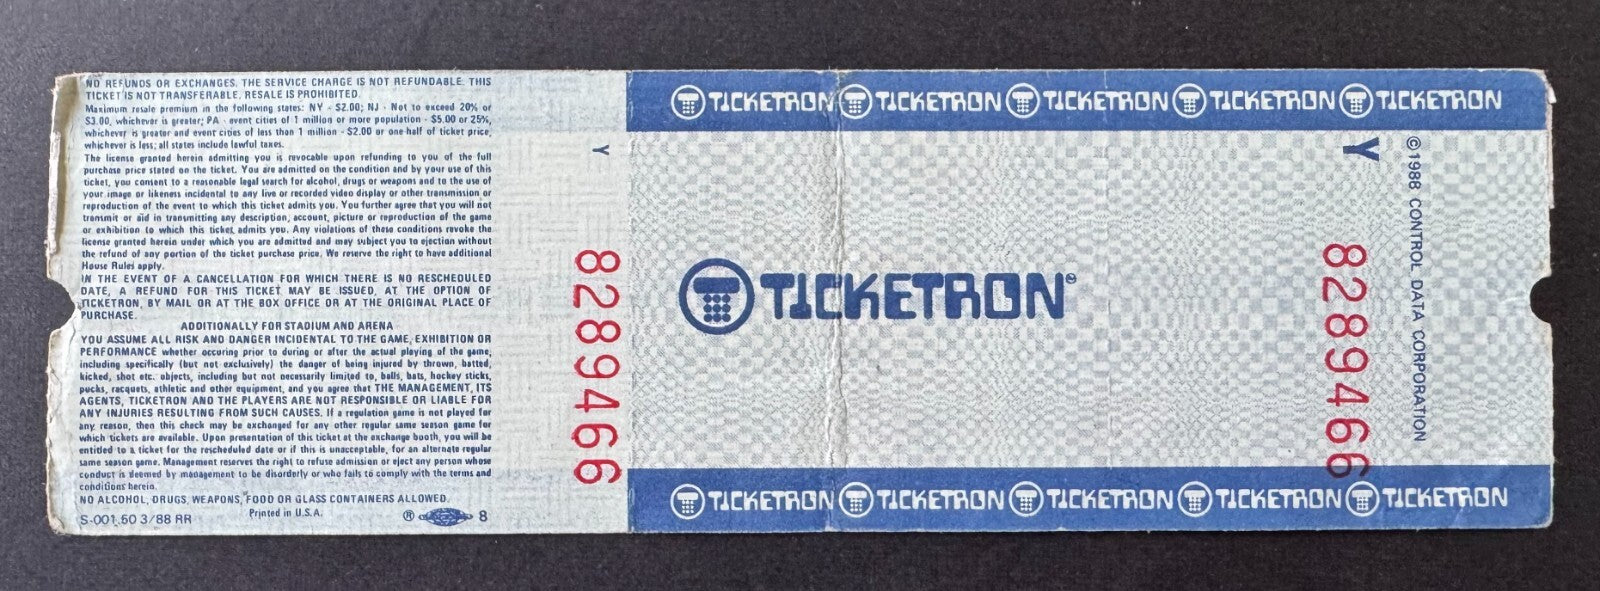 NO REFUNDS OR EXCHANGES. THE SERVICE CHARGE IS NOT REFUNDABLE. THIS
TICKET IS NOT TRANSFERABLE. RESALE IS PROHIBITED.
Maximum resale premium in the following states: NY - $2.00; NJ - Not to exceed 20% or
$3.00, whichever is greater; PA - event cities of 1 million or more population - $5.00 or 25%,
whichever is greater and event cities of less than 1 million - $2.00 or one-half of ticket price,
whichever is less; all states include lawful taxes.
The license granted herein admitting you is revocable upon refunding to you of the full
purchase price stated on the ticket. You are admitted on the condition and by your use of this
ticket, you consent to a reasonable legal search for alcohol, drugs or weapons and to the use of
your image or likeness incidental to any live or recorded video display or other transmission or
reproduction of the event to which this ticket admits you. You further agree that you will not
transmit or aid in transmitting any description, account, picture or reproduction of the game
or exhibition to which this ticket admits you. Any violations of these conditions revoke the
license granted herein under which you are admitted and may subject you to ejection without
the refund of any portion of the ticket purchase price. We reserve the right to have additional
House Rules apply.
IN THE EVENT OF A CANCELLATION FOR WHICH THERE IS NO RESCHEDULED
DATE, A REFUND FOR THIS TICKET MAY BE ISSUED, AT THE OPTION OF
TICKETRON, BY MAIL OR AT THE BOX OFFICE OR AT THE ORIGINAL PLACE OF
PURCHASE.
ADDITIONALLY FOR STADIUM AND ARENA
YOU ASSUME ALL RISK AND DANGER INCIDENTAL TO THE GAME, EXHIBITION OR
PERFORMANCE whether occuring prior to during or after the actual playing of the game,
including specifically (but not exclusively) the danger of being injured by thrown, batted,
kicked, shot etc. objects, including but not necessarily limited to, balls, bats, hockey sticks,
pucks, racquets, athletic and other equipment, and you agree that THE MANAGEMENT, ITS
AGENTS, TICKETRON AND THE PLAYERS ARE NOT RESPONSIBLE OR LIABLE FOR
ANY INJURIES RESULTING FROM SUCH CAUSES. If a regulation game is not played for
any reason, then this check may be exchanged for any other regular same season game for
which tickets are available. Upon presentation of this ticket at the exchange booth, you will be
entitled to a ticket for the rescheduled date or if this is unacceptable, for an alternate regular
same season game. Management reserves the right to refuse admission or eject any person whose
conduct is deemed by management to be disorderly or who fails to comply with the terms and
conditions herein.
NO ALCOHOL, DRUGS, WEAPONS, FOOD OR GLASS CONTAINERS ALLOWED.
Printed in U.S.A.
S-001.50 3/88 RR
® 8
Y
8289466
TICKETRON TICKETRON TICKETRON TICKETRON TICKETRON
TICKETRON®
Y
8289466
©1988 CONTROL DATA CORPORATION
TICKETRON TICKETRON TICKETRON TICKETRON TICKETRON